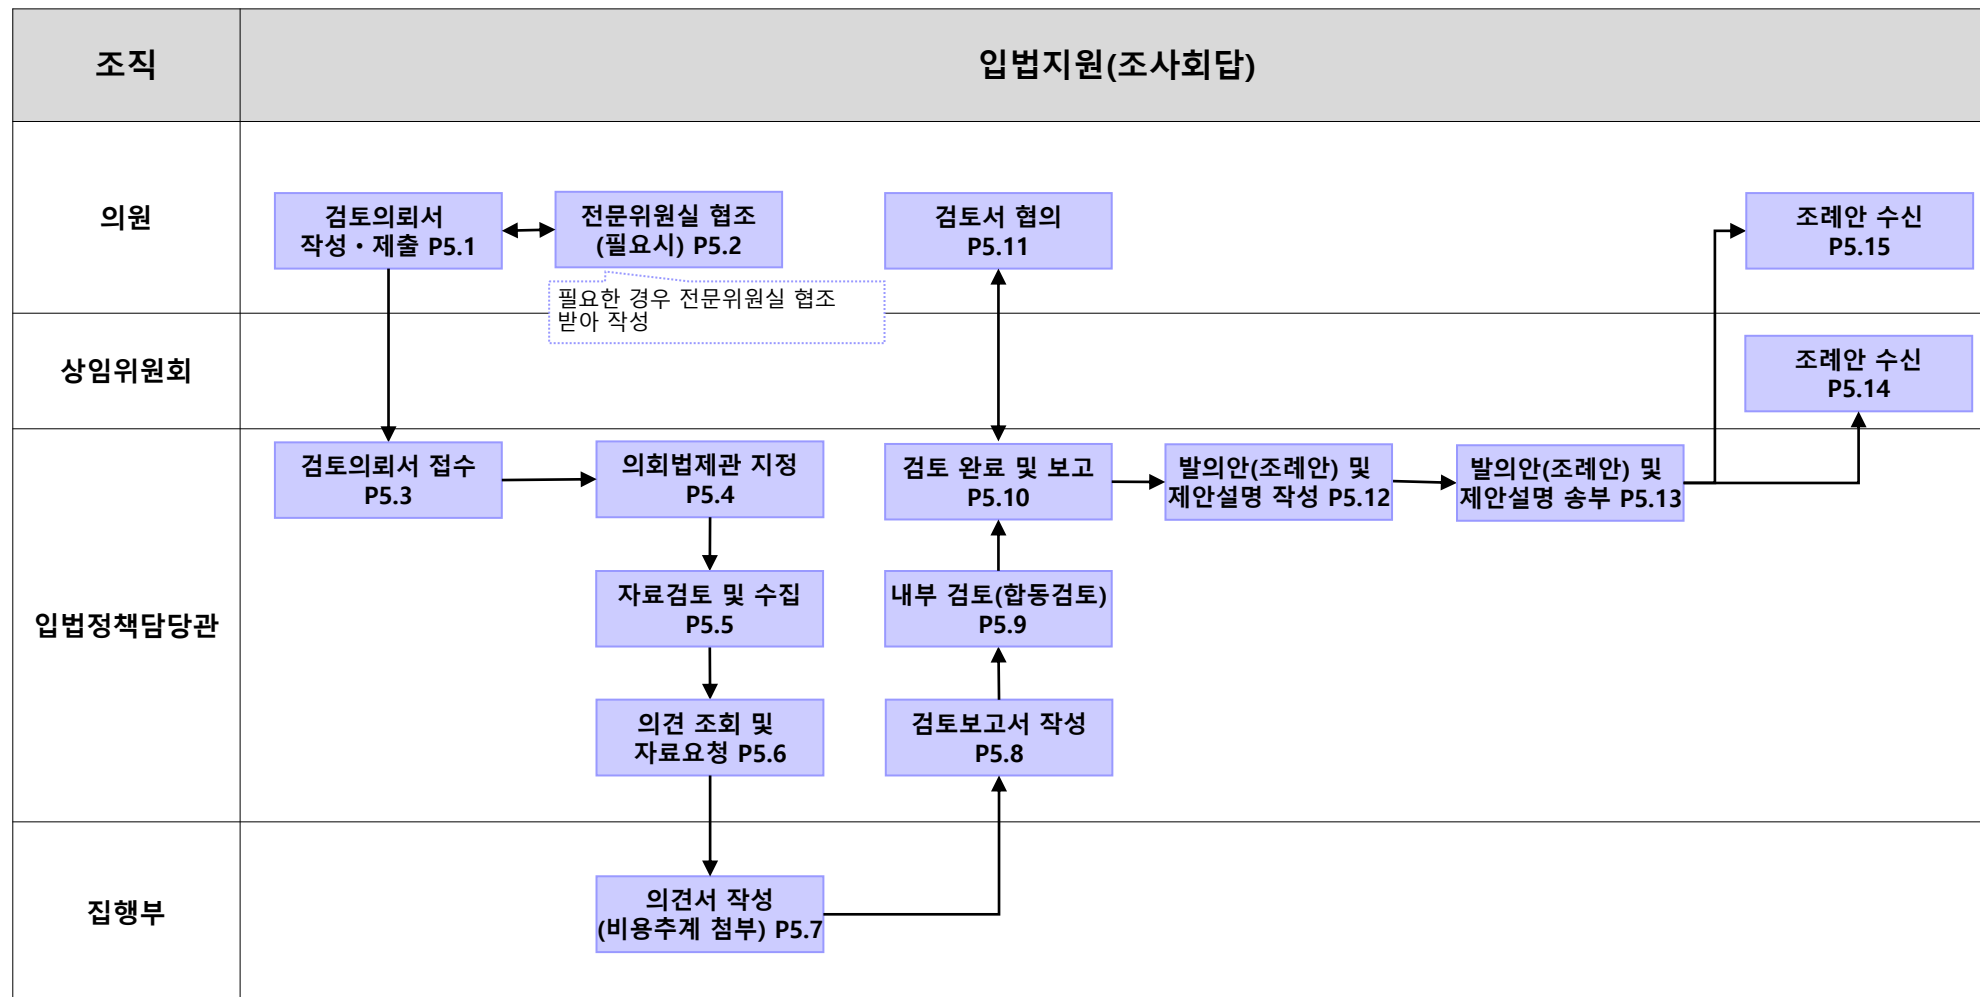 조직
입법지원(조사회답)
의원
검토의뢰서
작성・제출 P5.1
전문위원실 협조
(필요시) P5.2
필요한 경우 전문위원실 협조
받아 작성
검토서 협의
P5.11
조례안 수신
P5.15
상임위원회
조례안 수신
P5.14
입법정책담당관
검토의뢰서 접수
P5.3
의회법제관 지정
P5.4
검토 완료 및 보고
P5.10
발의안(조례안) 및
제안설명 작성 P5.12
발의안(조례안) 및
제안설명 송부 P5.13
자료검토 및 수집
P5.5
내부 검토(합동검토)
P5.9
의견 조회 및
자료요청 P5.6
검토보고서 작성
P5.8
집행부
의견서 작성
(비용추계 첨부) P5.7